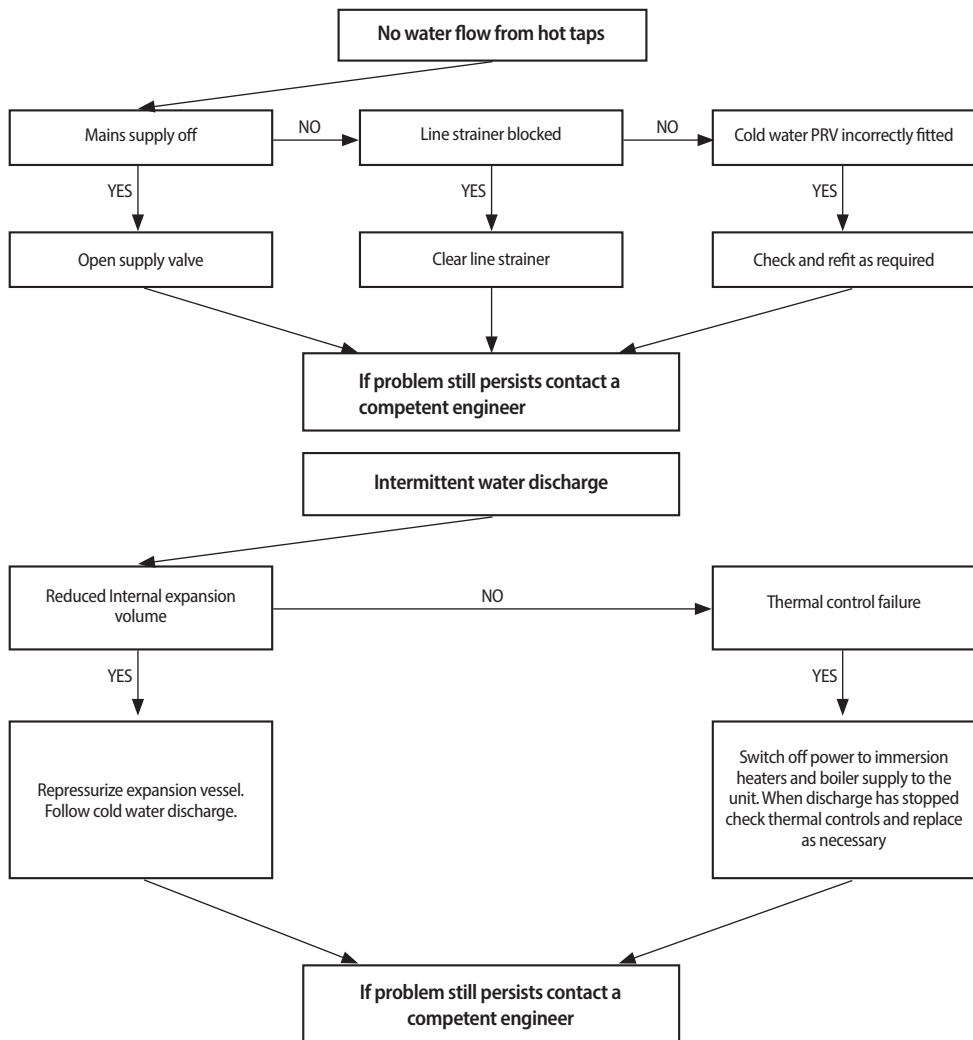 No water flow from hot taps
Mains supply off
NO
Line strainer blocked
NO
Cold water PRV incorrectly fitted
YES
YES
YES
Open supply valve
Clear line strainer
Check and refit as required
If problem still persists contact a
competent engineer
Intermittent water discharge
Reduced Internal expansion
volume
NO
Thermal control failure
YES
YES
Repressurize expansion vessel.
Follow cold water discharge.
Switch off power to immersion
heaters and boiler supply to the
unit. When discharge has stopped
check thermal controls and replace
as necessary
If problem still persists contact a
competent engineer